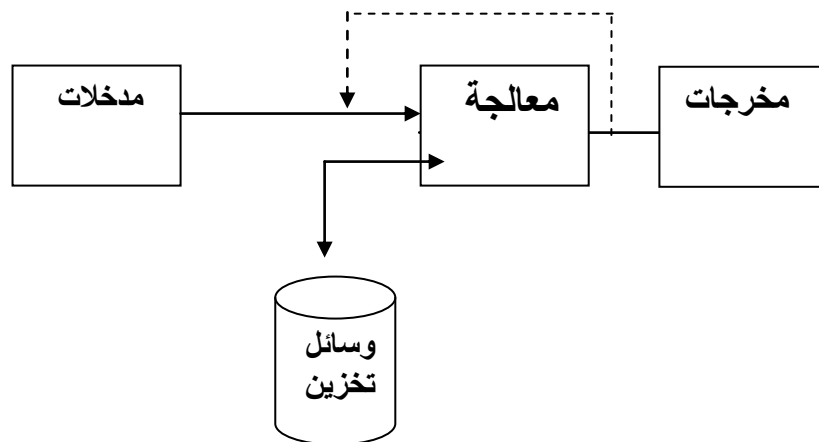 مدخلات
معالجة
مخرجات
وسائل
تخزين